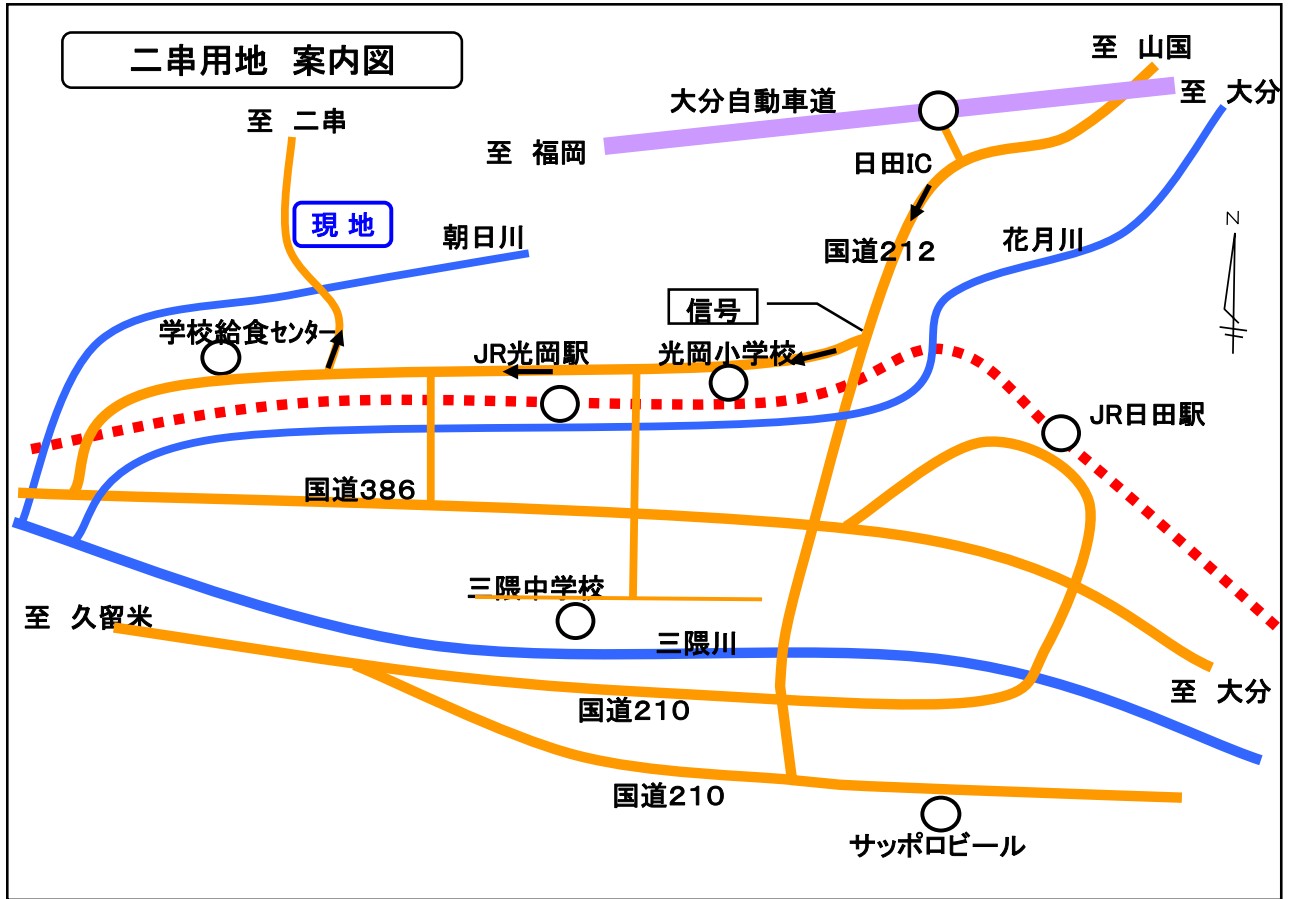 二串用地　案内図
至　山国
至　大分
大分自動車道
至　二串
至　福岡
日田IC
現 地
朝日川
国道212
花月川
N
信号
学校給食センター
JR光岡駅
光岡小学校
JR日田駅
国道386
三隈中学校
至　久留米
三隈川
至　大分
国道210
国道210
サッポロビール